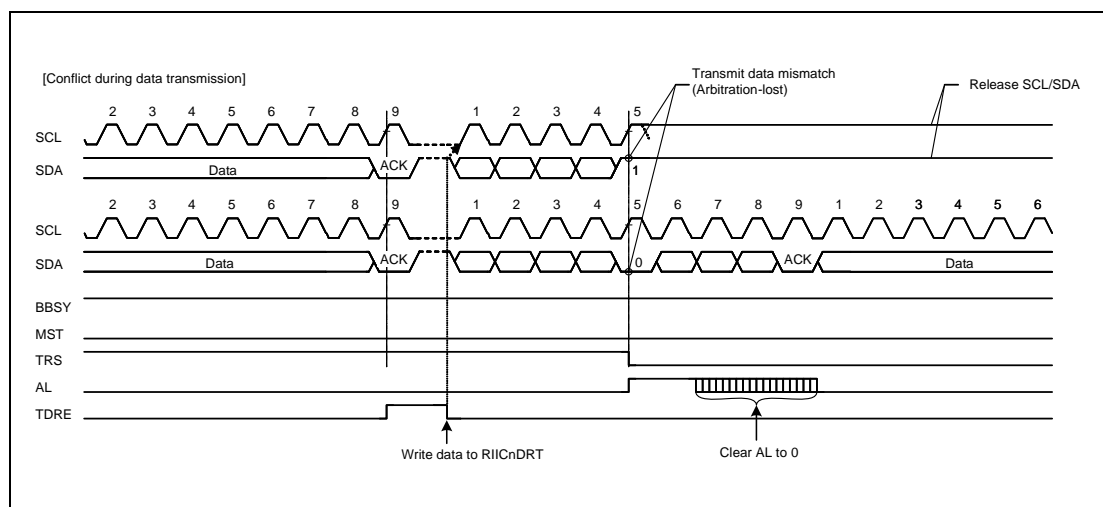 [Conflict during data transmission]
Transmit data mismatch
(Arbitration-lost)
Release SCL/SDA
2 3 4 5 6 7 8 9 1 2 3 4 5
SCL
SDA Data ACK 1
2 3 4 5 6 7 8 9 1 2 3 4 5 6 7 8 9 1 2 3 4 5 6
SCL
SDA Data ACK 0 ACK Data
BBSY
MST
TRS
AL
TDRE
Write data to RIICnDRT
Clear AL to 0